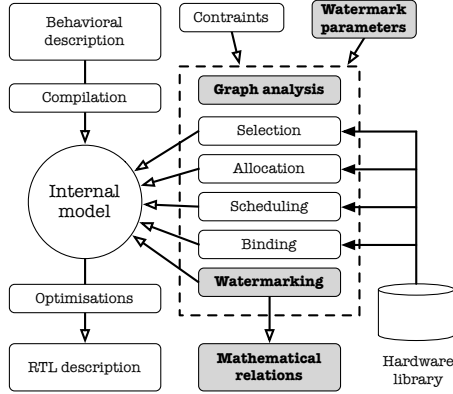 Behavioral
description
Contraints
Watermark
parameters
Compilation
Graph analysis
Selection
Allocation
Scheduling
Binding
Watermarking
Internal
model
Optimisations
RTL description
Mathematical
relations
Hardware
library